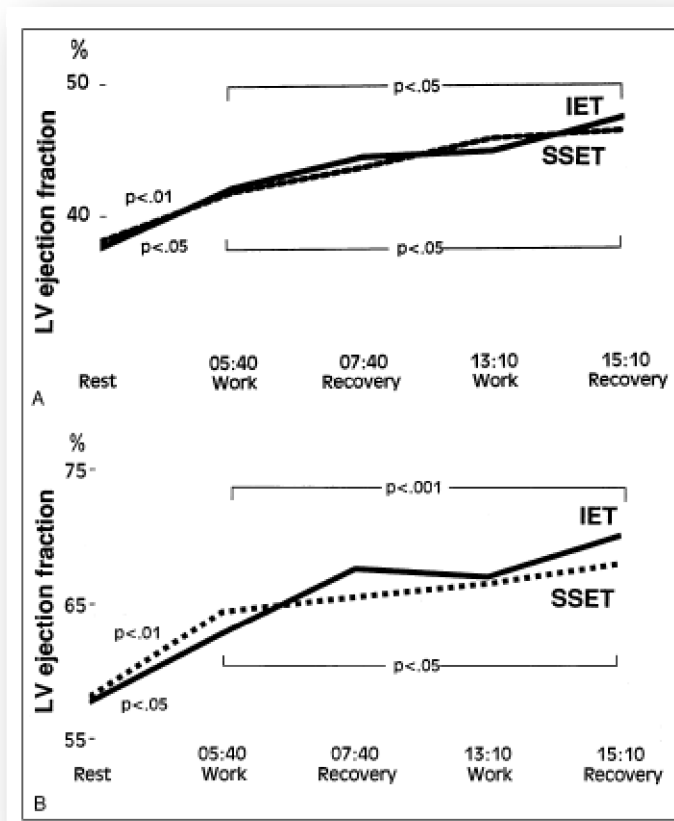 %
50
p<.05
IET
SSET
p<.01
40
p<.05
p<.05
LV ejection fraction
Rest
05:40 Work
07:40 Recovery
13:10 Work
15:10 Recovery
A
%
75
p<.001
IET
65
SSET
p<.01
p<.05
p<.05
LV ejection fraction
55
Rest
05:40 Work
07:40 Recovery
13:10 Work
15:10 Recovery
B